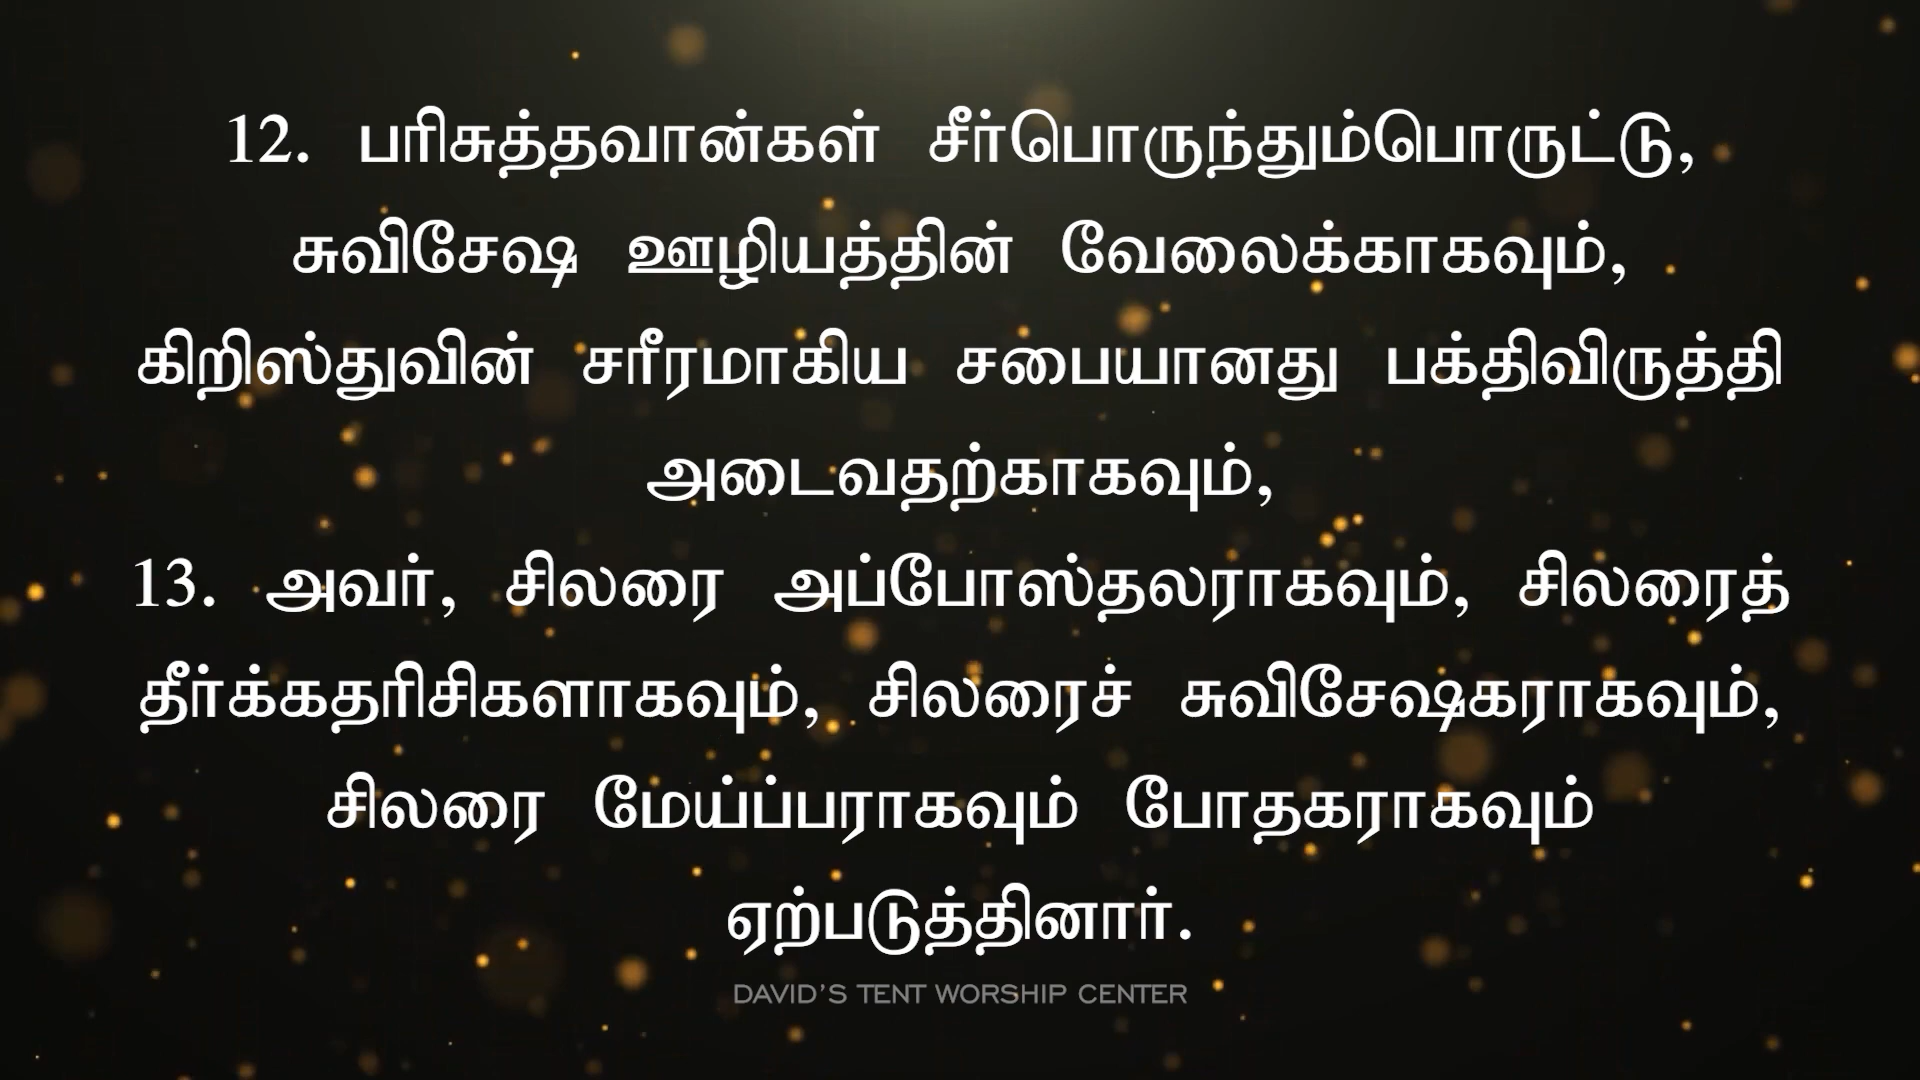 12. பரிசுத்தவான்கள் சீர்பொருந்தும்பொருட்டு,
சுவிசேஷ ஊழியத்தின் வேலைக்காகவும்,
கிறிஸ்துவின் சரீரமாகிய சபையானது பக்திவிருத்தி
அடைவதற்காகவும்,
13. அவர், சிலரை அப்போஸ்தலராகவும், சிலரைத்
தீர்க்கதரிசிகளாகவும், சிலரைச் சுவிசேஷகராகவும்,
சிலரை மேய்ப்பராகவும் போதகராகவும்
ஏற்படுத்தினார்.
DAVID'S TENT WORSHIP CENTER